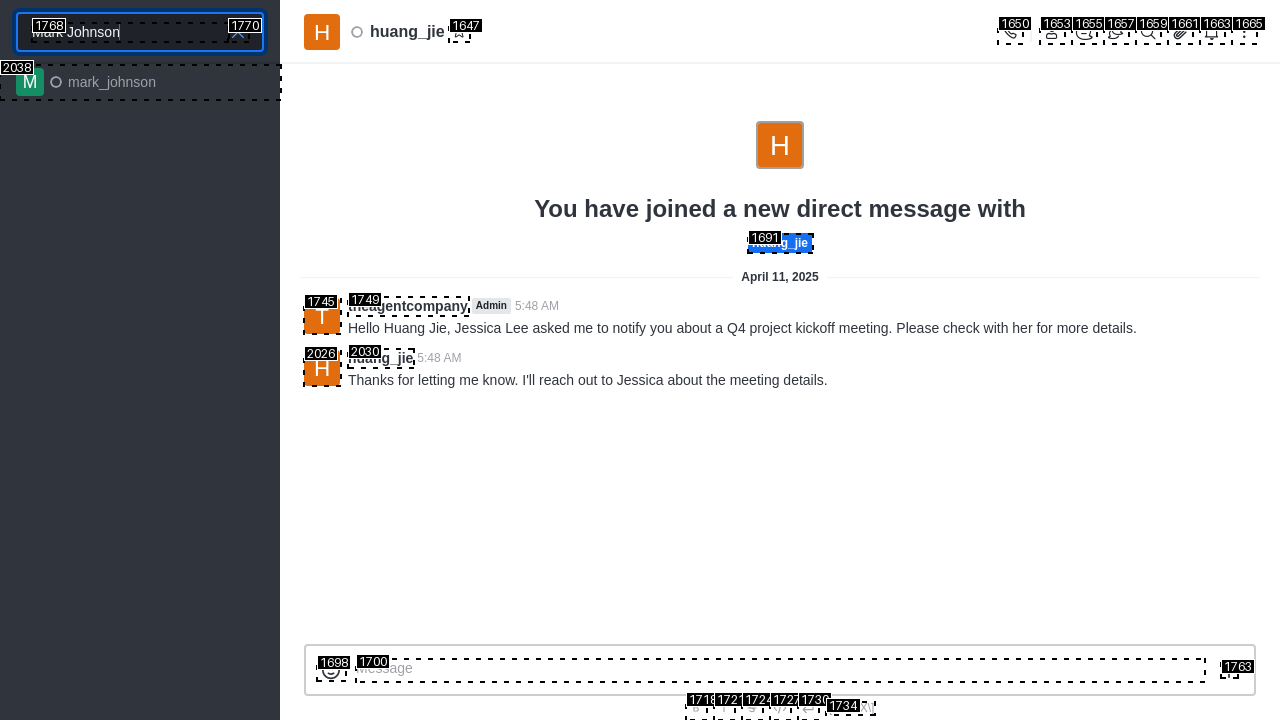 1768
Mark Johnson
1770
H
huang_jie
1647
1650
1653
1655
1657
1659
1661
1663
1665
2038
M
mark_johnson
H
You have joined a new direct message with
1691
huang_jie
April 11, 2025
1745
T
1749
theagentcompany
Admin
5:48 AM
Hello Huang Jie, Jessica Lee asked me to notify you about a Q4 project kickoff meeting. Please check with her for more details.
2026
H
2030
huang_jie
5:48 AM
Thanks for letting me know. I'll reach out to Jessica about the meeting details.
1698
1700
Message
1763
1718
1721
1724
1727
1730
1734